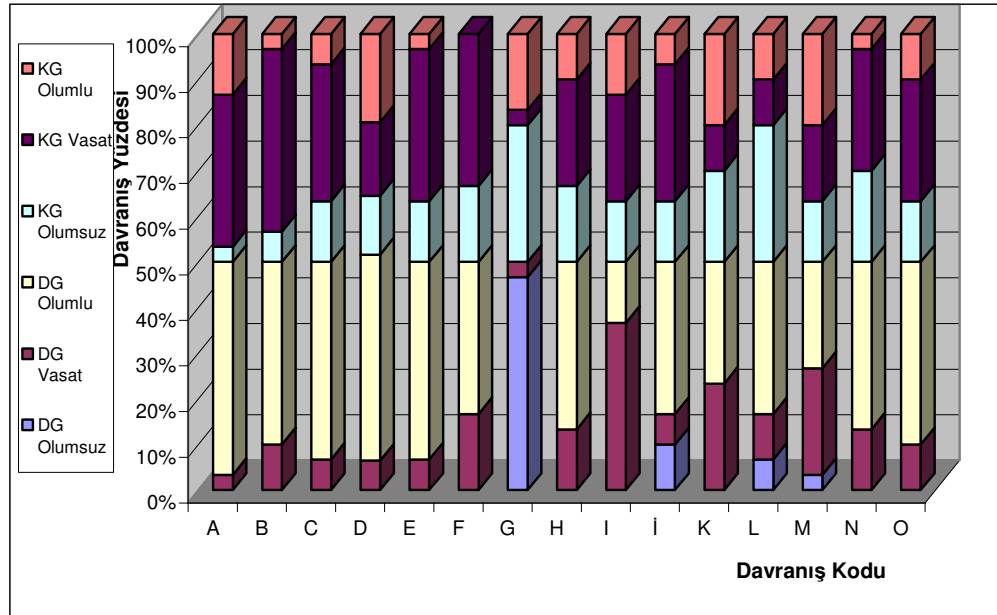 KG
Olumlu
KG Vasat
KG
Olumsuz
DG
Olumlu
DG
Vasat
DG
Olumsuz
Davranış Yüzdesi
100%
90%
80%
70%
60%
50%
40%
30%
20%
10%
0%
A B C D E F G H I İ K L M N O
Davranış Kodu